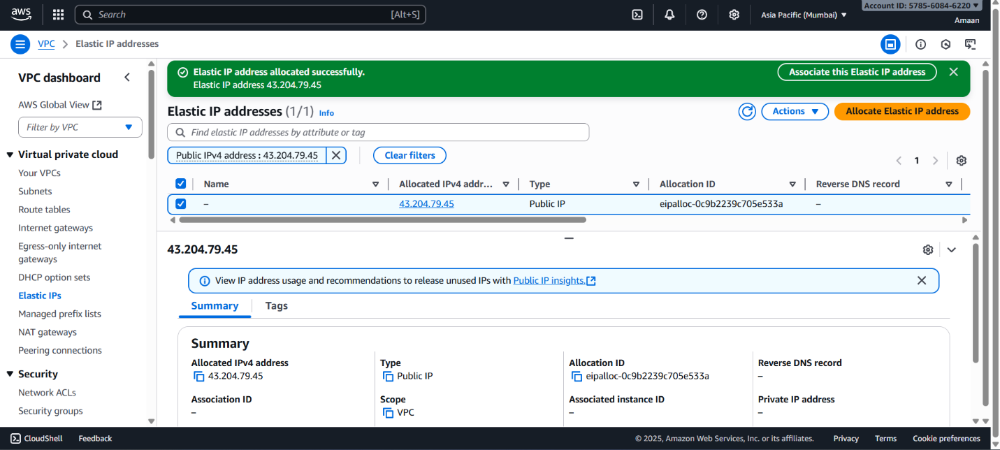 aws
Search
[Alt+S]
Asia Pacific (Mumbai)
Account ID: 5785-6084-6220
Amaan
VPC
Elastic IP addresses
VPC dashboard
AWS Global View
Filter by VPC
Virtual private cloud
Your VPCs
Subnets
Route tables
Internet gateways
Egress-only internet
gateways
DHCP option sets
Elastic IPs
Managed prefix lists
NAT gateways
Peering connections
Security
Network ACLs
Security groups
Elastic IP address allocated successfully.
Elastic IP address 43.204.79.45
Associate this Elastic IP address
Elastic IP addresses (1/1) Info
Actions
Allocate Elastic IP address
Find elastic IP addresses by attribute or tag
Public IPv4 address : 43.204.79.45
Clear filters
1
Name Allocated IPv4 addr... Type Allocation ID Reverse DNS record
– 43.204.79.45 Public IP eipalloc-0c9b2239c705e533a –
43.204.79.45
View IP address usage and recommendations to release unused IPs with Public IP insights.
Summary Tags
Summary
Allocated IPv4 address
43.204.79.45
Type
Public IP
Allocation ID
eipalloc-0c9b2239c705e533a
Reverse DNS record
–
Association ID
–
Scope
VPC
Associated instance ID
–
Private IP address
–
CloudShell Feedback
© 2025, Amazon Web Services, Inc. or its affiliates. Privacy Terms Cookie preferences